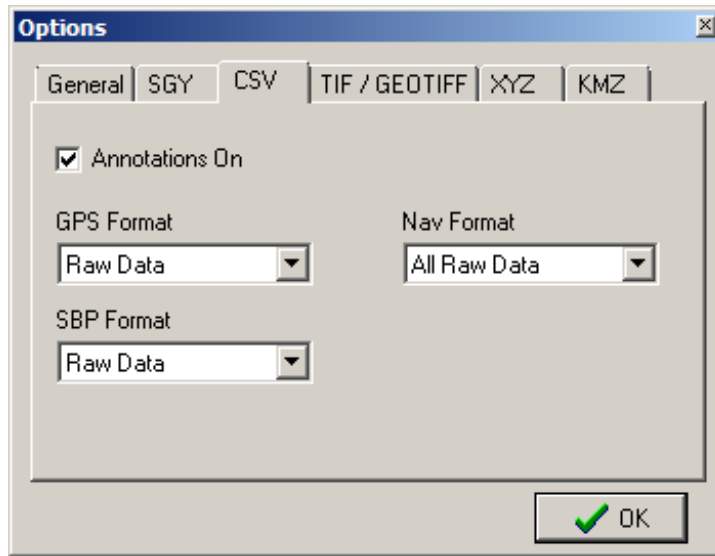 Options
General SGY CSV TIF / GEOTIFF XYZ KMZ
Annotations On
GPS Format Nav Format
Raw Data All Raw Data
SBP Format
Raw Data
OK